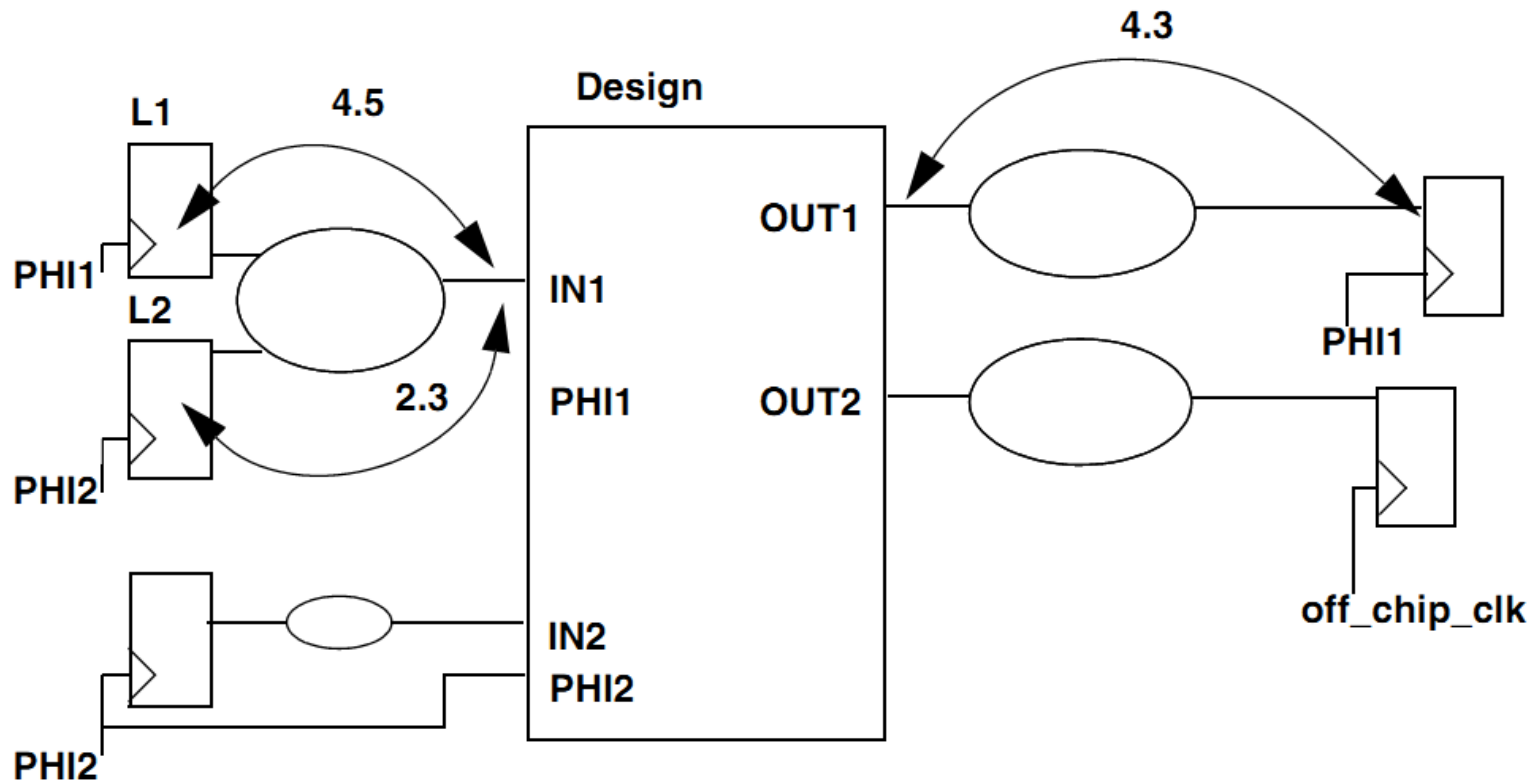 4.3
Design
4.5
L1
OUT1
PHI1
IN1
L2
PHI1
2.3
PHI1
OUT2
PHI2
off_chip_clk
IN2
PHI2
PHI2